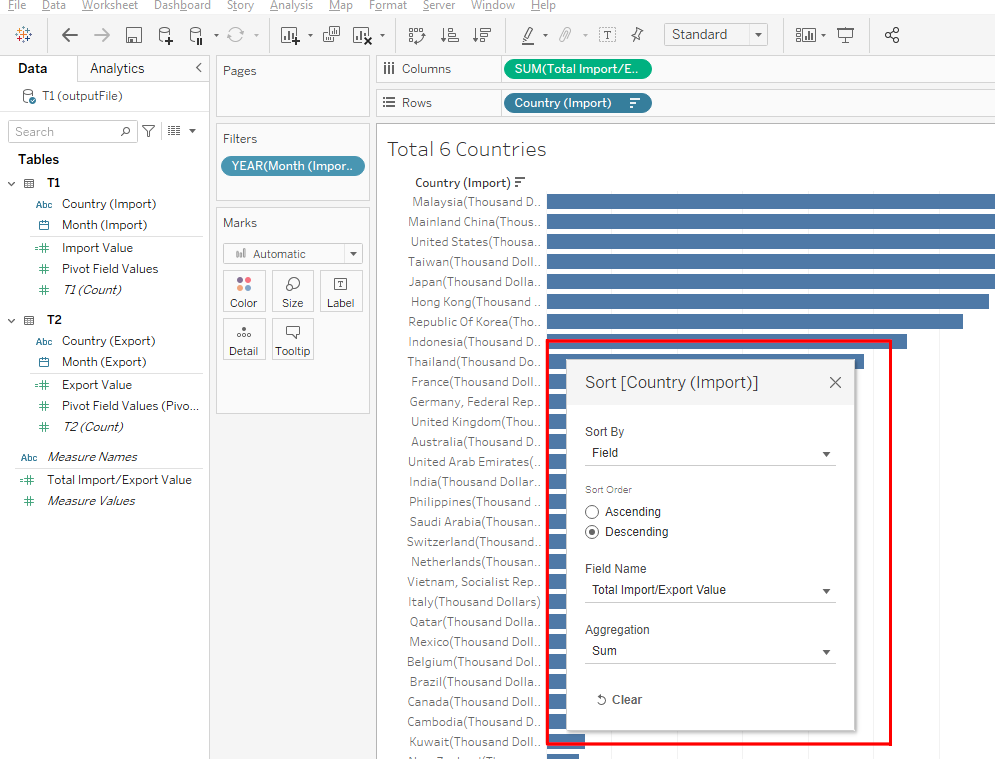 File Data Worksheet Dashboard Story Analysis Map Format Server Window Help
Standard
Data Analytics
T1 (outputFile)
Search
Tables
T1
Abc Country (Import)
Month (Import)
Import Value
Pivot Field Values
T1 (Count)
T2
Abc Country (Export)
Month (Export)
Export Value
Pivot Field Values (Pivo...
T2 (Count)
Abc Measure Names
Total Import/Export Value
Measure Values
Pages
Filters
YEAR(Month (Impor..
Marks
Automatic
Color Size Label
Detail Tooltip
Columns SUM(Total Import/E..
Rows Country (Import)
Total 6 Countries
Country (Import)
Malaysia(Thousand D..
Mainland China(Thous..
United States(Thousa..
Taiwan(Thousand Dolla..
Japan(Thousand Dollar..
Hong Kong(Thousand ..
Republic Of Korea(Tho..
Indonesia(Thousand D..
Thailand(Thousand Do..
France(Thousand Doll..
Germany, Federal Rep..
United Kingdom(Thou..
Australia(Thousand D..
United Arab Emirates(..
India(Thousand Dollar..
Philippines(Thousand ..
Saudi Arabia(Thousan..
Switzerland(Thousand..
Netherlands(Thousan..
Vietnam, Socialist Rep..
Italy(Thousand Dollars)
Qatar(Thousand Dolla..
Mexico(Thousand Doll..
Belgium(Thousand Dol..
Brazil(Thousand Dolla..
Canada(Thousand Doll..
Cambodia(Thousand D..
Kuwait(Thousand Doll..
Sort [Country (Import)]
Sort By
Field
Sort Order
Ascending
Descending
Field Name
Total Import/Export Value
Aggregation
Sum
Clear